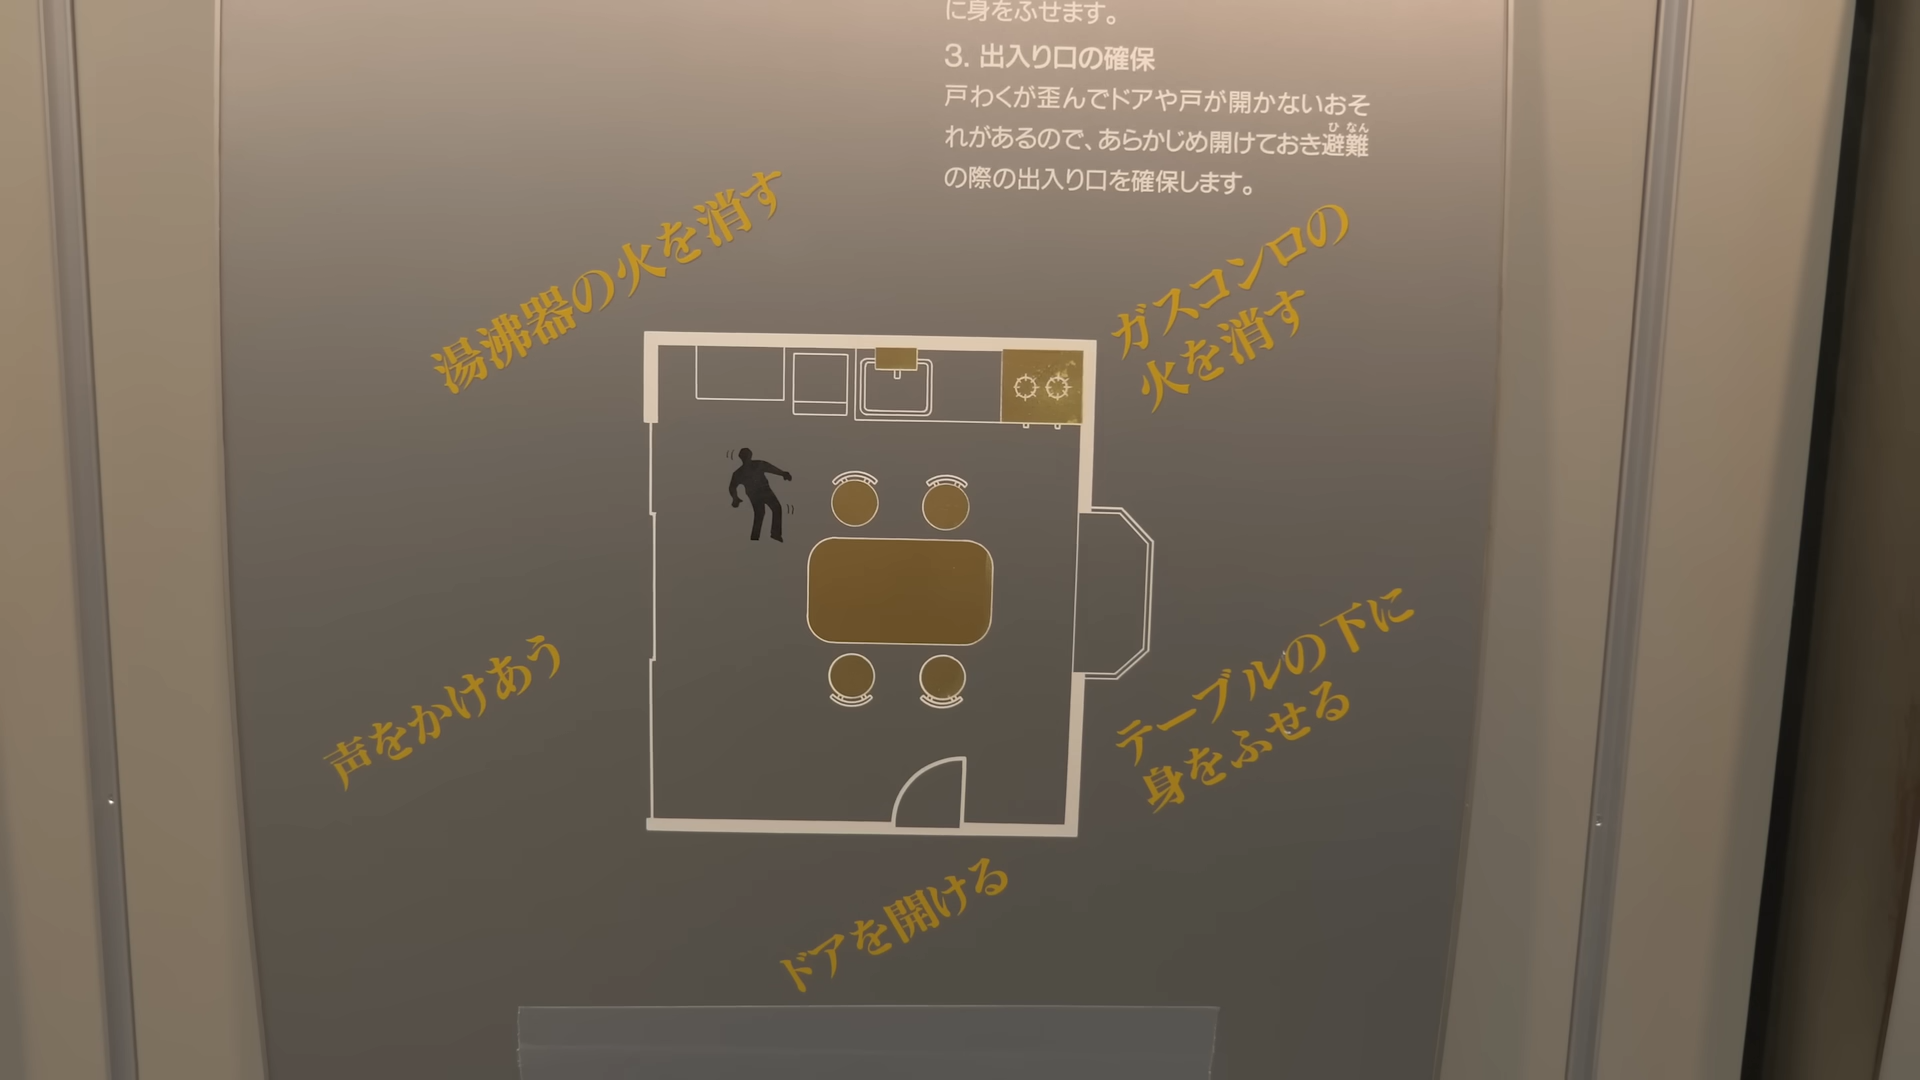 に身をふせます。
3. 出入り口の確保
戸わくが歪んでドアや戸が開かないおそ
れがあるので、あらかじめ開けておき避難
ひ なん
の際の出入り口を確保します。
湯沸器の火を消す
ガスコンロの
火を消す
声をかけあう
テーブルの下に
身をふせる
ドアを開ける